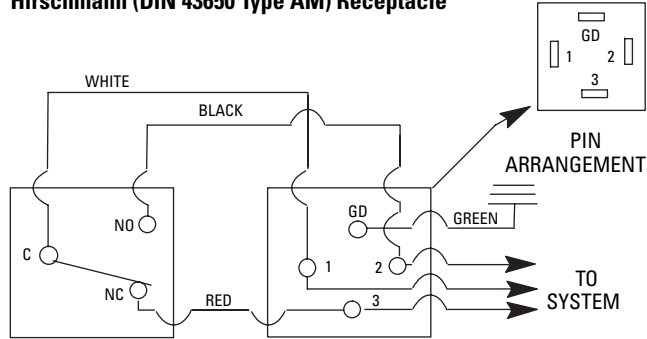 Hirschmann (DIN 43650 Type AM) Receptacle
GD
1
2
3
WHITE
BLACK
PIN
ARRANGEMENT
NO
GD
GREEN
C
1
2
NC
RED
3
TO
SYSTEM